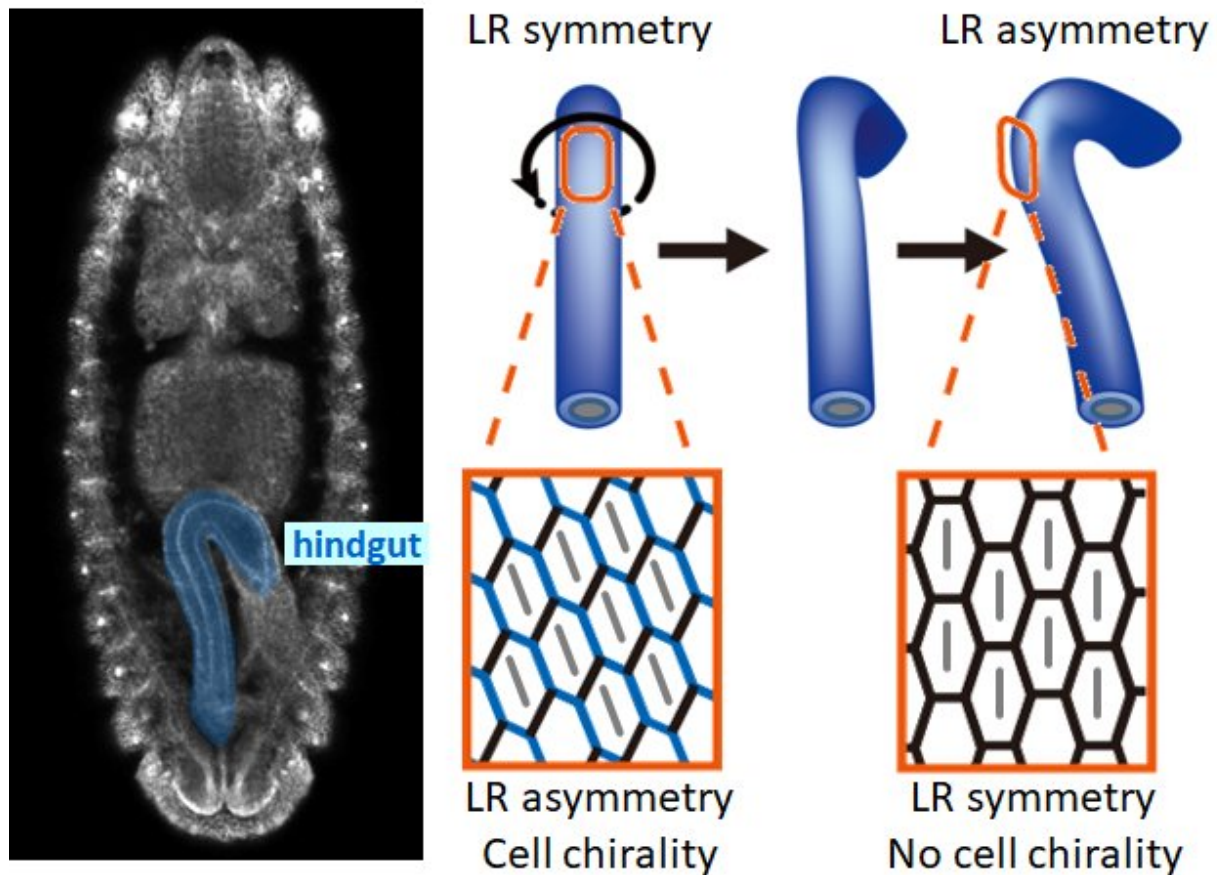 LR symmetry
LR asymmetry
hindgut
LR asymmetry
Cell chirality
LR symmetry
No cell chirality